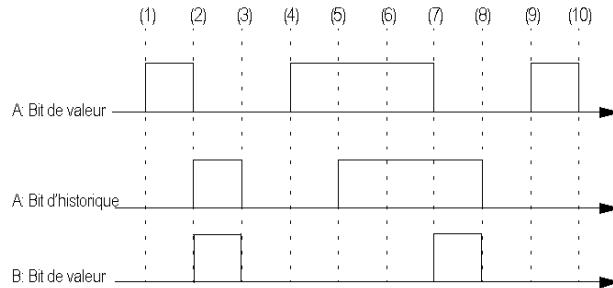 (1) (2) (3) (4) (5) (6) (7) (8) (9) (10)
A: Bit de valeur
A: Bit d'historique
B: Bit de valeur